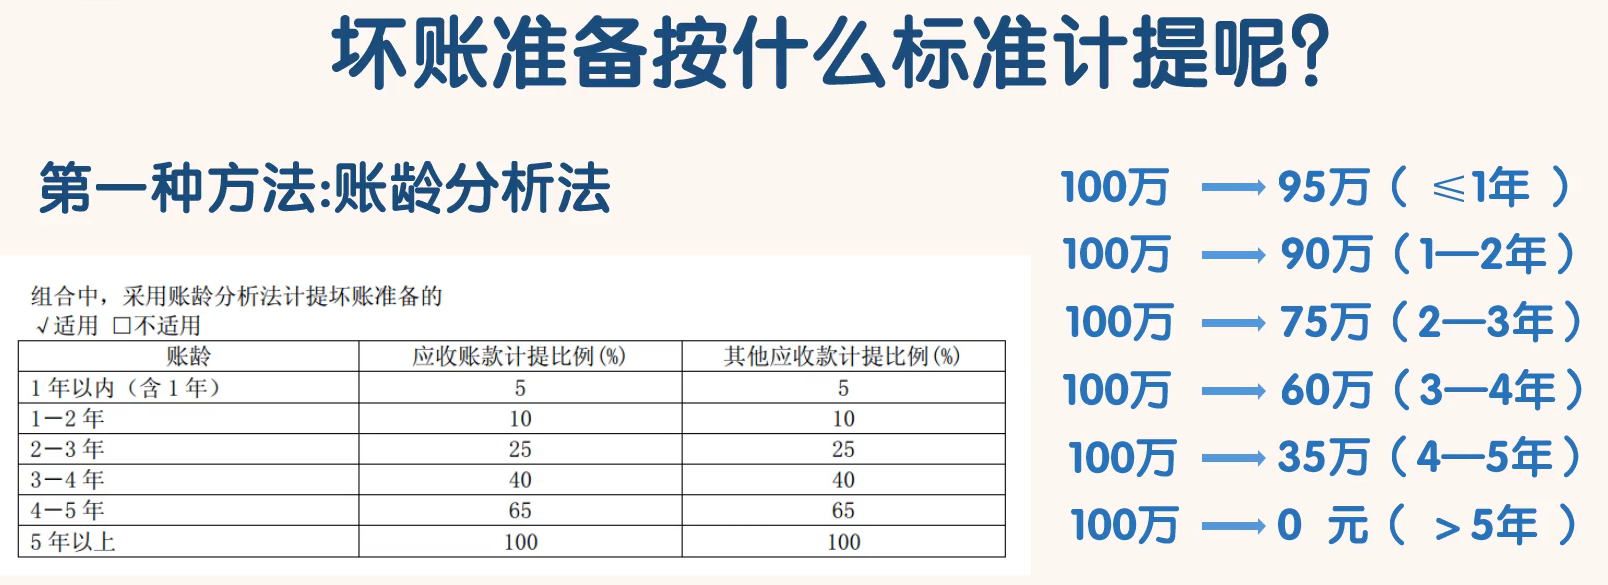 坏账准备按什么标准计提呢?
第一种方法:账龄分析法
组合中，采用账龄分析法计提坏账准备的
√适用 □不适用
账龄 应收账款计提比例(%) 其他应收款计提比例(%)
1 年以内（含 1 年） 5 5
1－2 年 10 10
2－3 年 25 25
3－4 年 40 40
4－5 年 65 65
5 年以上 100 100
100万 → 95万（ ≤1年 ）
100万 → 90万（1—2年）
100万 → 75万（2—3年）
100万 → 60万（3—4年）
100万 → 35万（4—5年）
100万 → 0 元（ ＞5年 ）